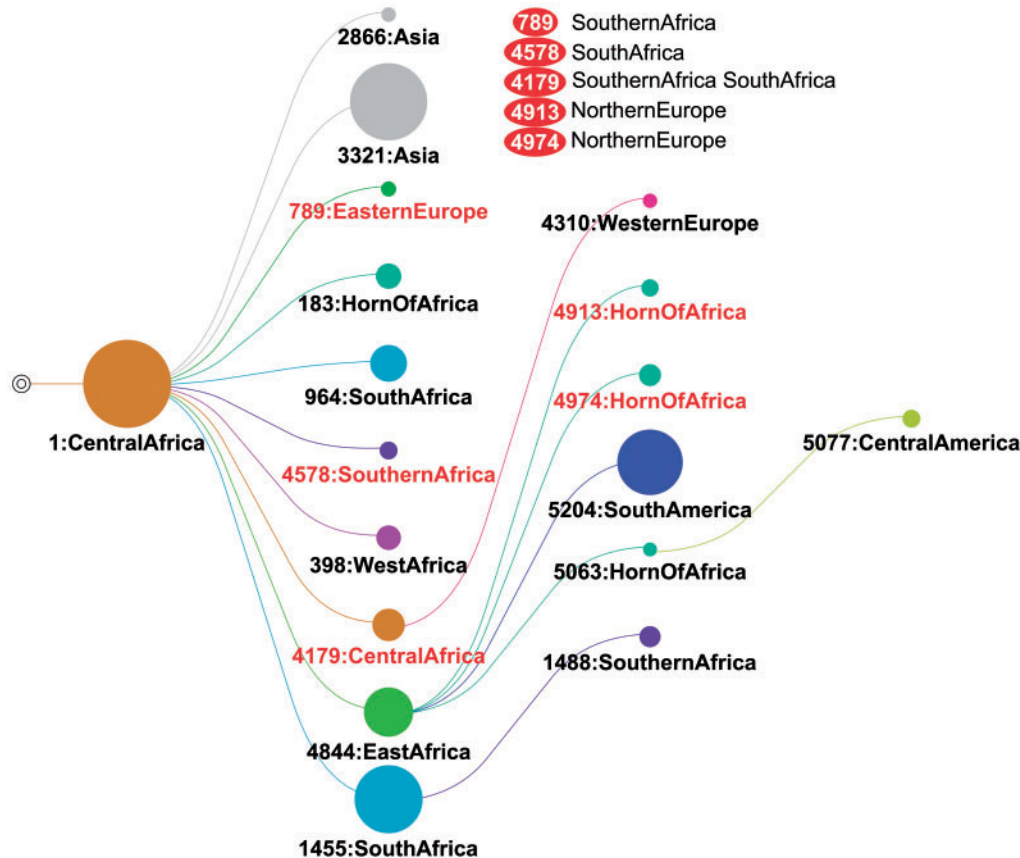 2866:Asia
3321:Asia
789:EasternEurope
183:HornOfAfrica
964:SouthAfrica
1:CentralAfrica
4578:SouthernAfrica
398:WestAfrica
4179:CentralAfrica
4844:EastAfrica
1455:SouthAfrica
789 SouthernAfrica
4578 SouthAfrica
4179 SouthernAfrica SouthAfrica
4913 NorthernEurope
4974 NorthernEurope
4310:WesternEurope
4913:HornOfAfrica
4974:HornOfAfrica
5204:SouthAmerica
5063:HornOfAfrica
1488:SouthernAfrica
5077:CentralAmerica